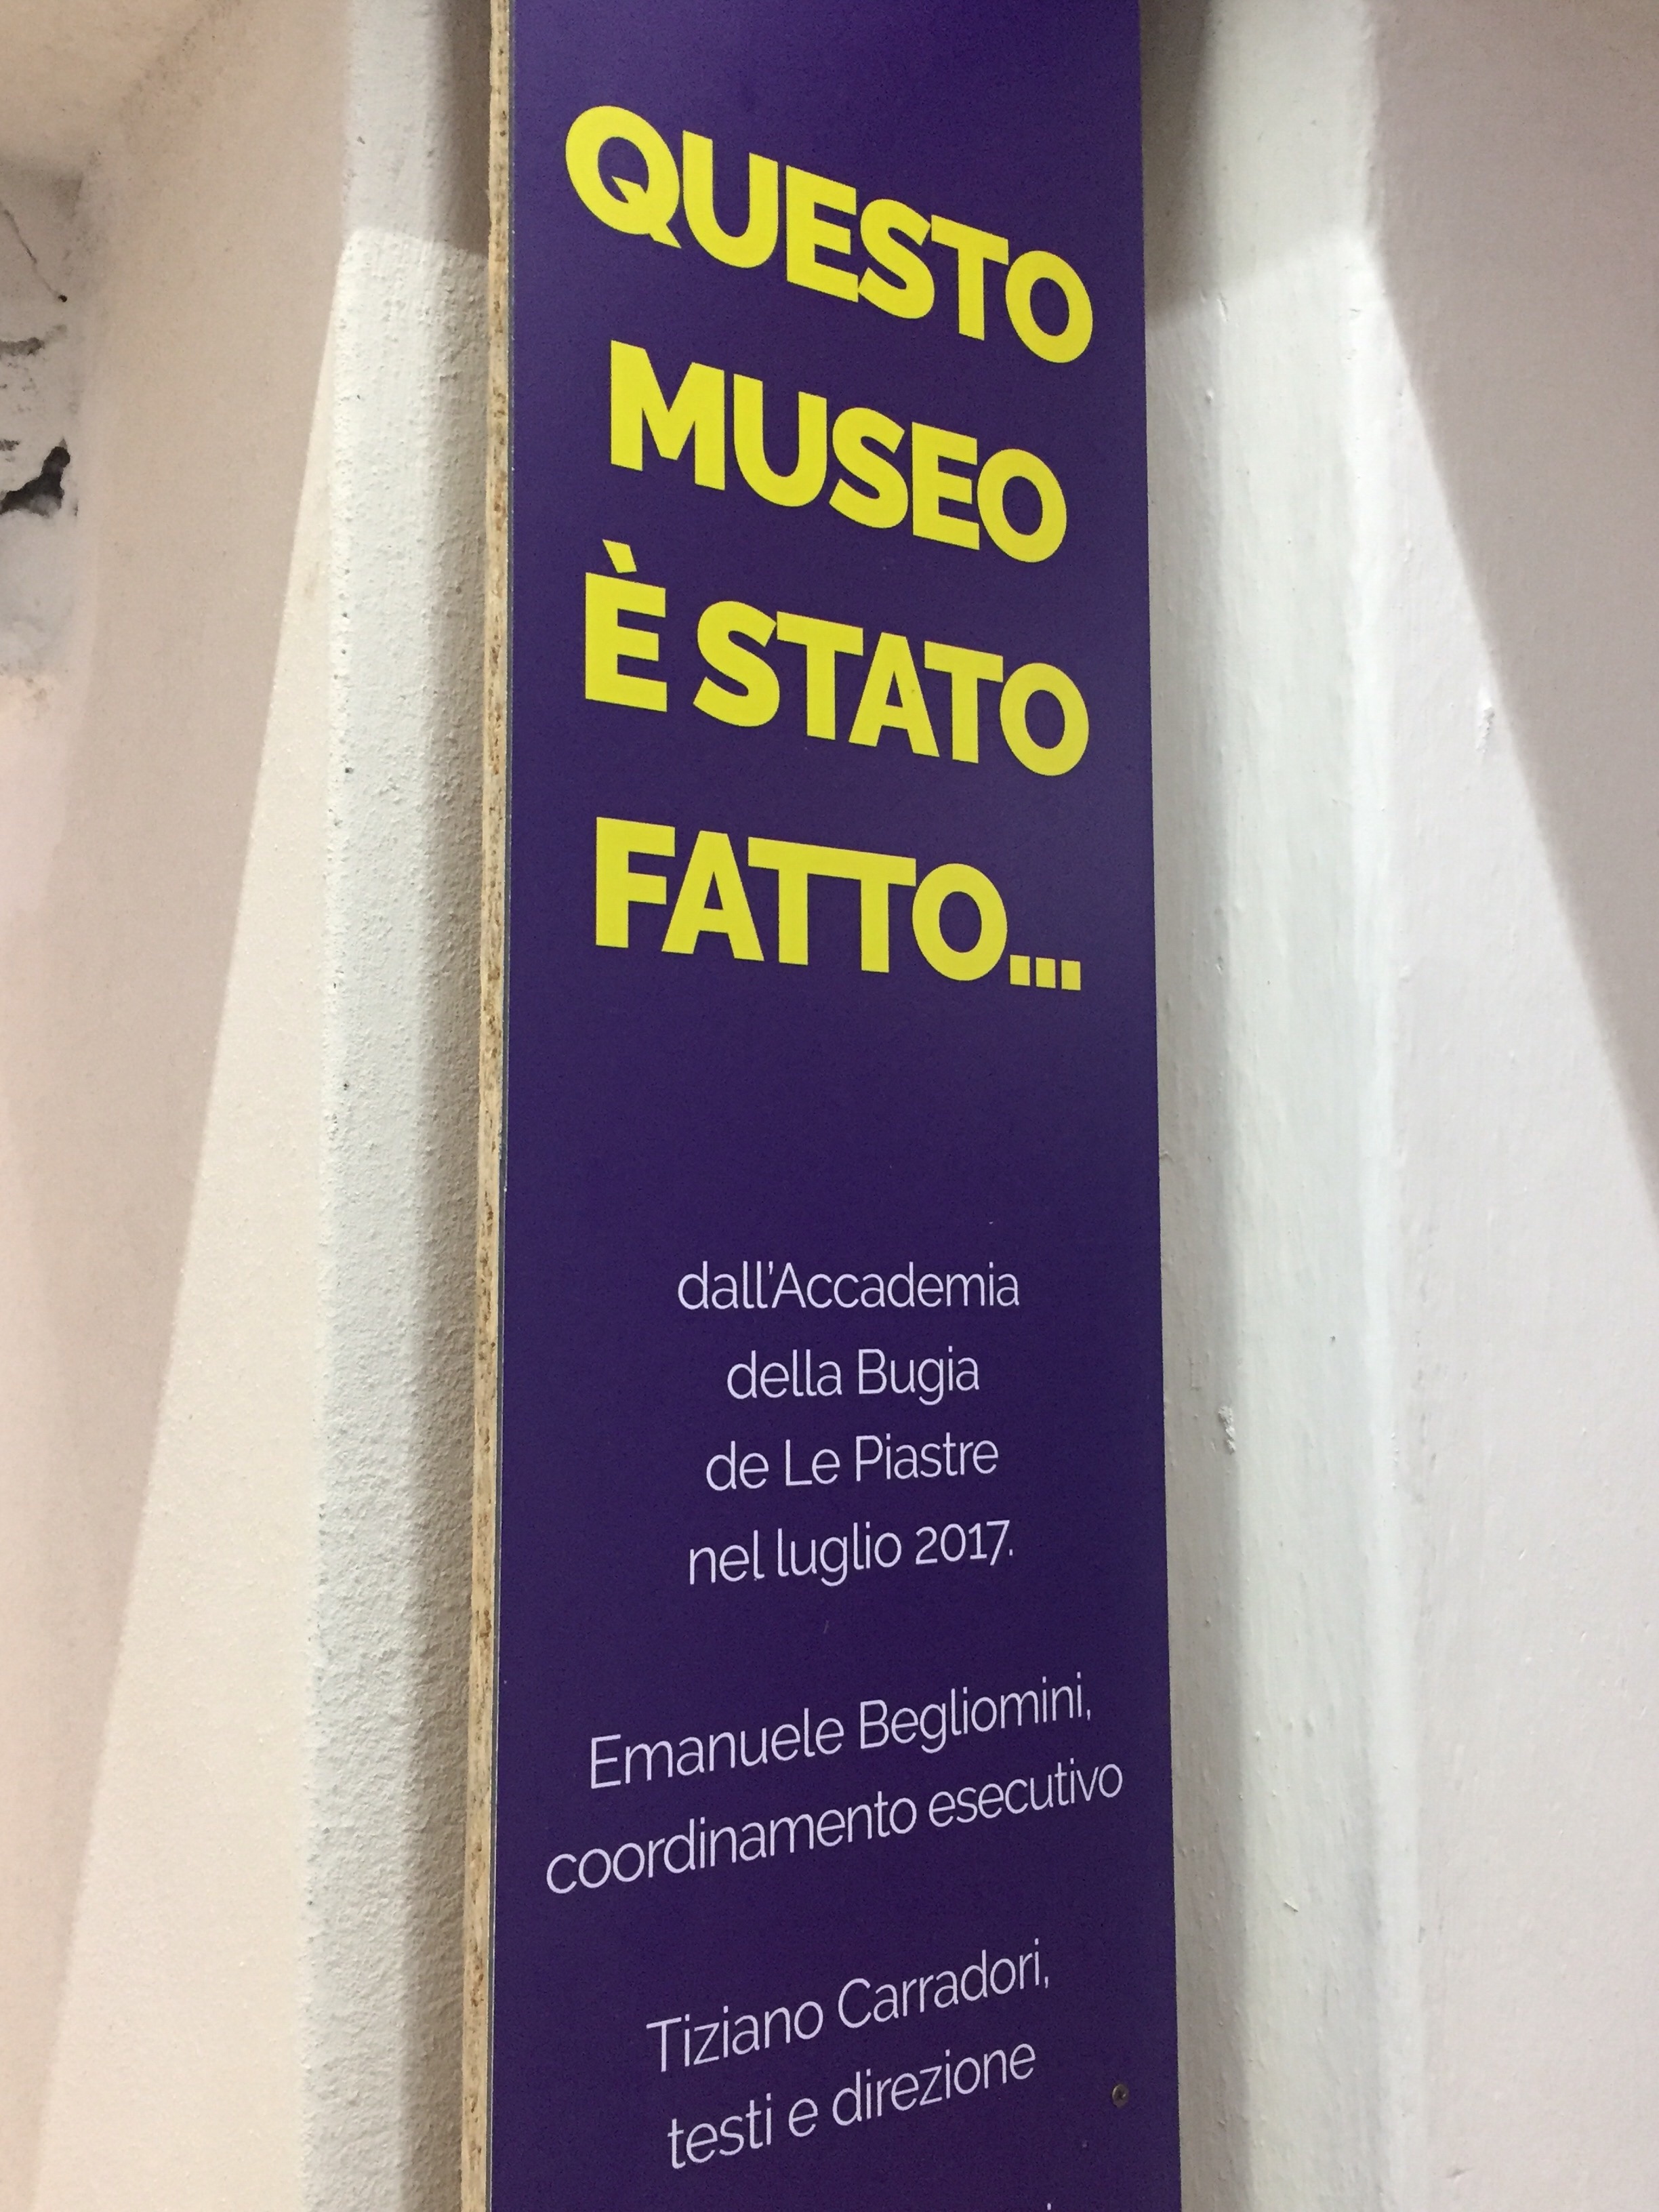 QUESTO
MUSEO
È STATO
FATTO...
dall'Accademia
della Bugia
de Le Piastre
nel luglio 2017.
Emanuele Begliomini,
coordinamento esecutivo
Tiziano Carradori,
testi e direzione